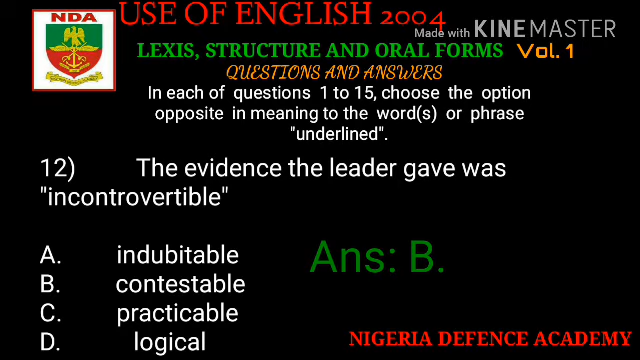 NDA
USE OF ENGLISH 2004
Made with KINEMASTER
LEXIS, STRUCTURE AND ORAL FORMS Vol. 1
QUESTIONS AND ANSWERS
In each of questions 1 to 15, choose the option
opposite in meaning to the word(s) or phrase
"underlined".
12) The evidence the leader gave was
"incontrovertible"
A. indubitable
B. contestable
C. practicable
D. logical
Ans: B.
NIGERIA DEFENCE ACADEMY